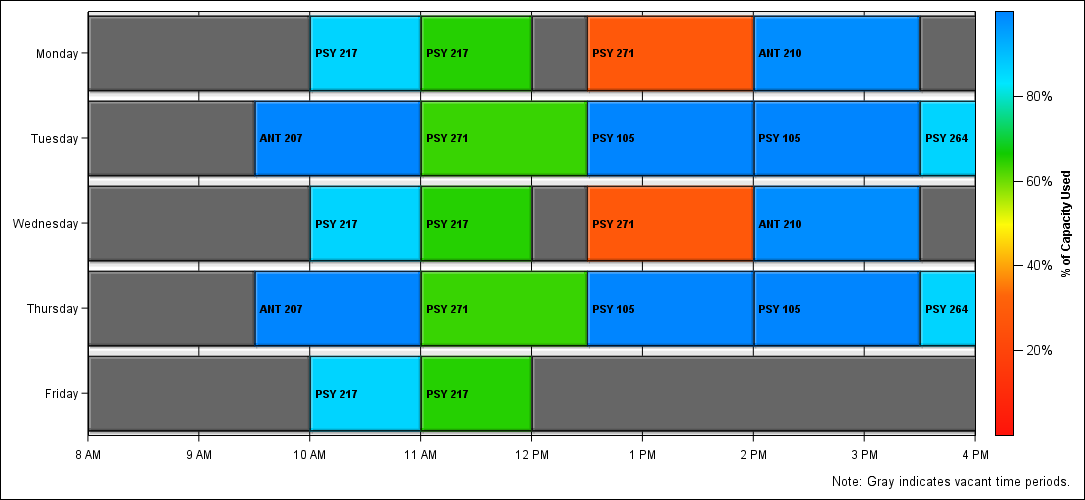 Monday
PSY 217
PSY 217
PSY 271
ANT 210
Tuesday
ANT 207
PSY 271
PSY 105
PSY 105
PSY 264
Wednesday
PSY 217
PSY 217
PSY 271
ANT 210
Thursday
ANT 207
PSY 271
PSY 105
PSY 105
PSY 264
Friday
PSY 217
PSY 217
8 AM
9 AM
10 AM
11 AM
12 PM
1 PM
2 PM
3 PM
4 PM
80%
60%
40%
20%
% of Capacity Used
Note: Gray indicates vacant time periods.